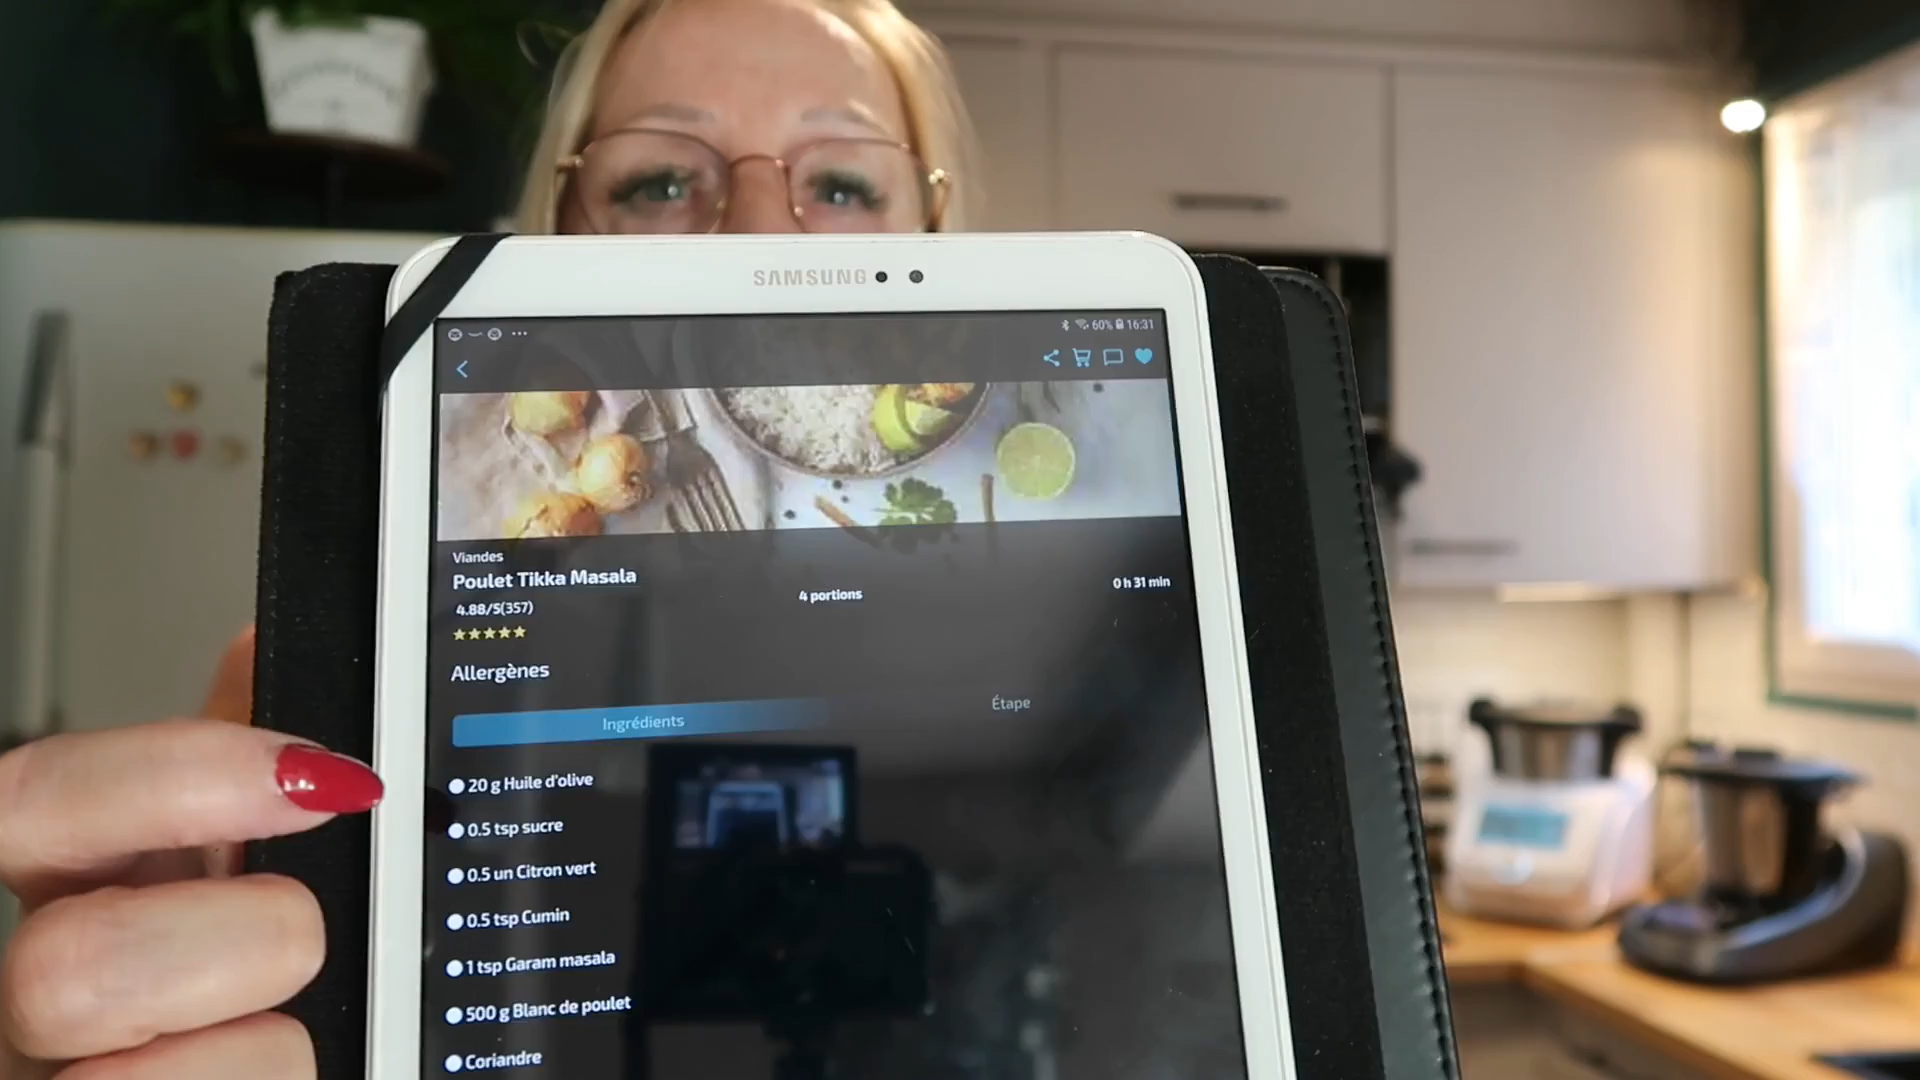 SAMSUNG
60% 16:31
Viandes
Poulet Tikka Masala
4.88/5(357)
4 portions
0 h 31 min
Allergènes
Ingrédients
Étape
20 g Huile d'olive
0.5 tsp sucre
0.5 un Citron vert
0.5 tsp Cumin
1 tsp Garam masala
500 g Blanc de poulet
Coriandre